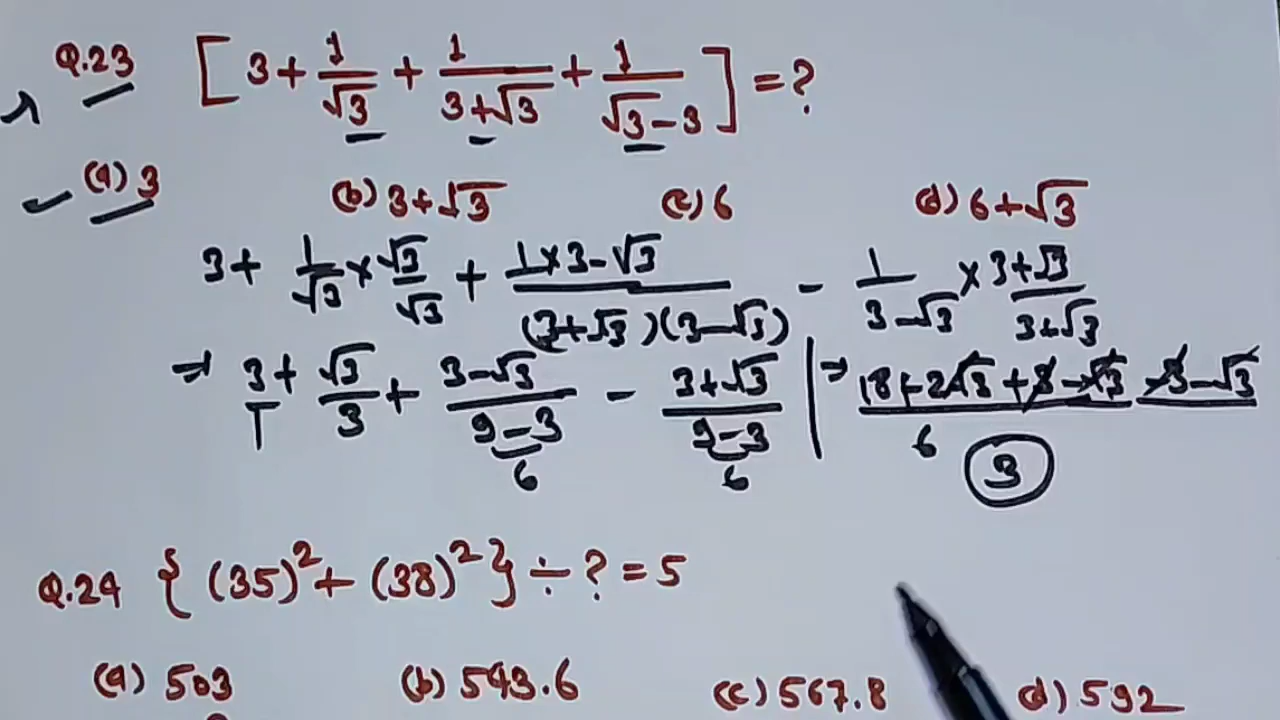 Q.23 [3 + 1/√3 + 1/(3+√3) + 1/(√3-3)] = ?
(a) 3 (b) 3+√3 (c) 6 (d) 6+√3
3 + 1/√3 × √3/√3 + (1×3-√3)/((3+√3)(3-√3)) - 1/(3-√3) × (3+√3)/(3+√3)
⇒ 3/1 + √3/3 + (3-√3)/(9-3) - (3+√3)/(9-3) | ⇒ (18+2√3+3-√3-3-√3)/6
6 6 3
Q.24 {(35)²+(38)²} ÷ ? = 5
(a) 503 (b) 543.6 (c) 567.8 (d) 592